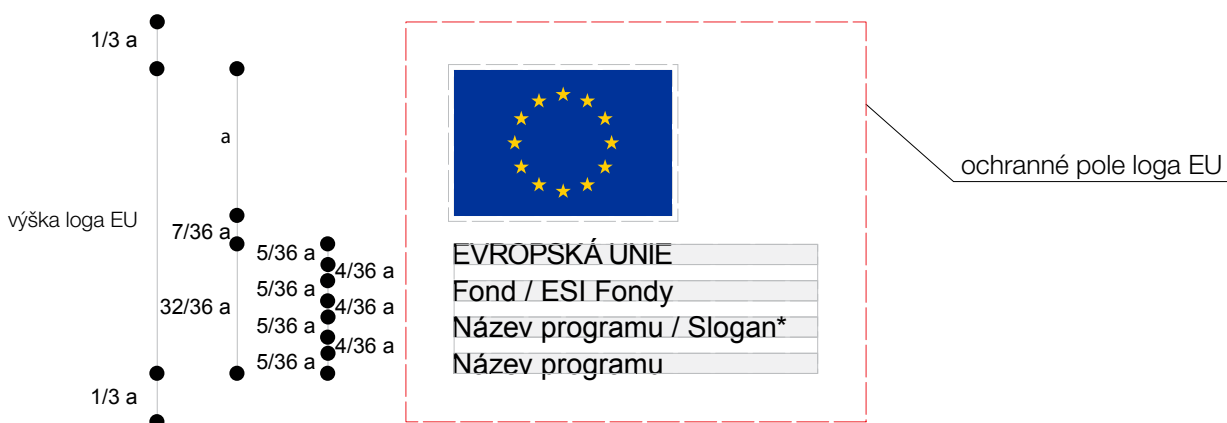 1/3 a
a
výška loga EU
7/36 a
32/36 a
1/3 a
5/36 a
4/36 a
5/36 a
4/36 a
5/36 a
4/36 a
5/36 a
EVROPSKÁ UNIE
Fond / ESI Fondy
Název programu / Slogan*
Název programu
ochranné pole loga EU